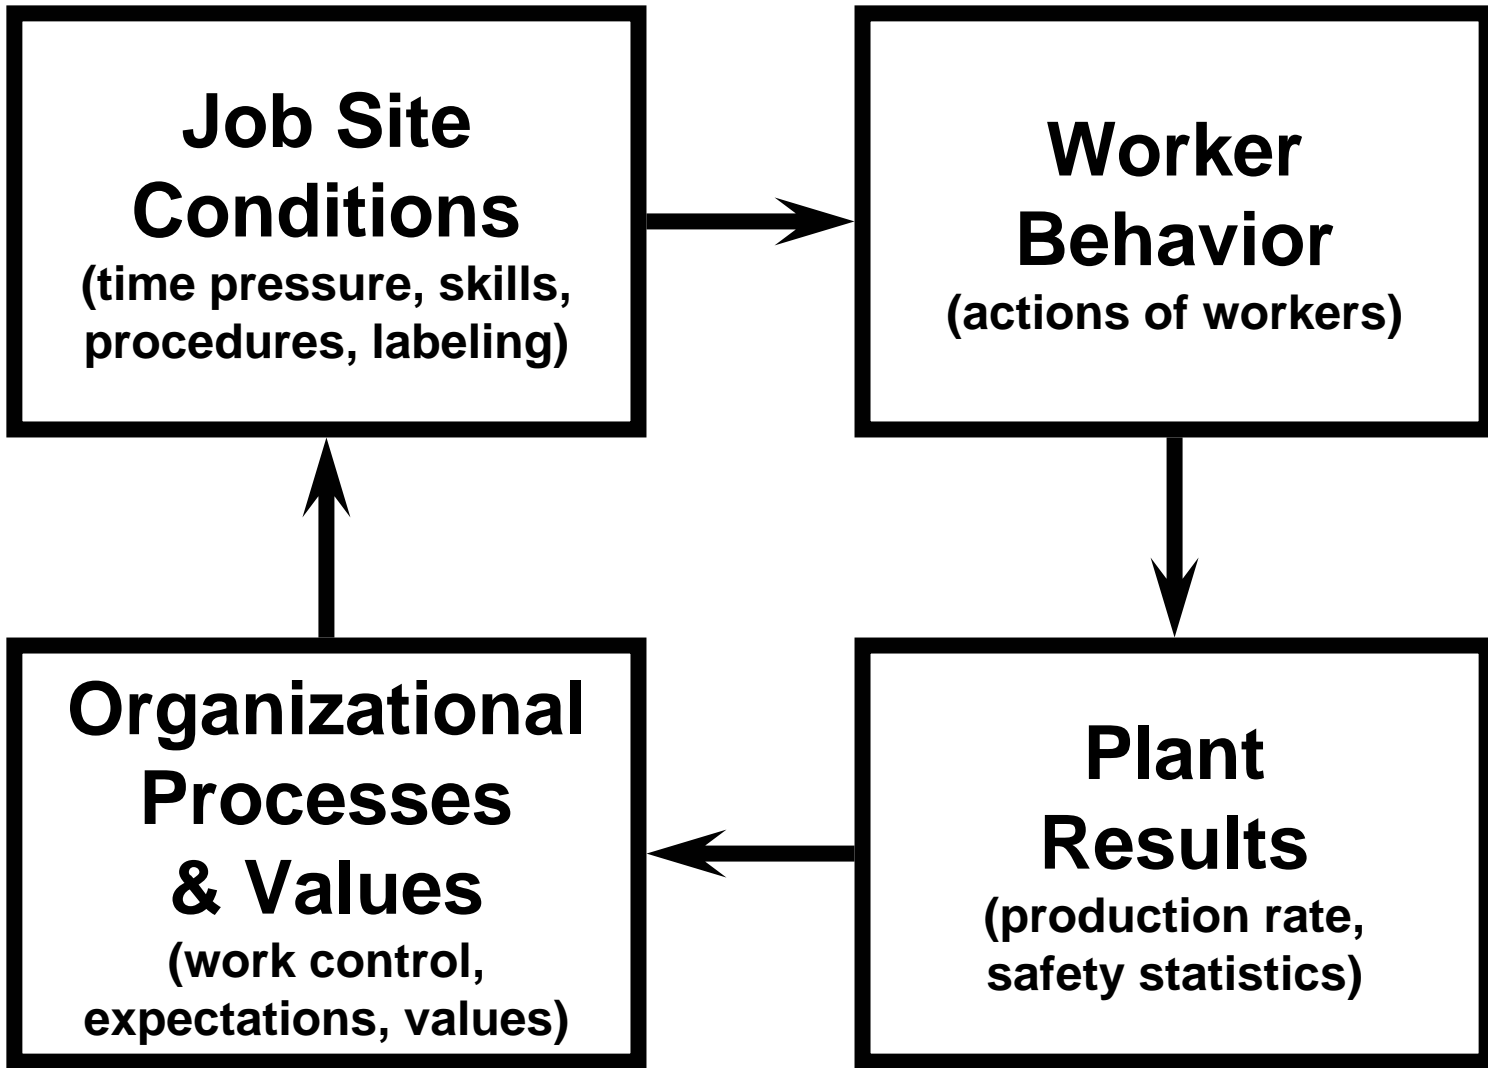 Job Site
Conditions
(time pressure, skills,
procedures, labeling)
Worker
Behavior
(actions of workers)
Organizational
Processes
& Values
(work control,
expectations, values)
Plant
Results
(production rate,
safety statistics)